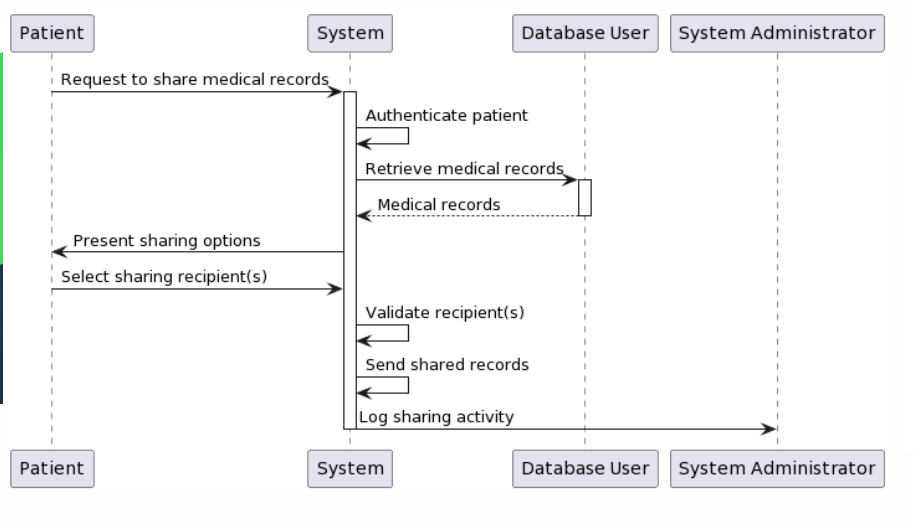 Patient
System
Database User
System Administrator
Request to share medical records
Authenticate patient
Retrieve medical records
Medical records
Present sharing options
Select sharing recipient(s)
Validate recipient(s)
Send shared records
Log sharing activity
Patient
System
Database User
System Administrator